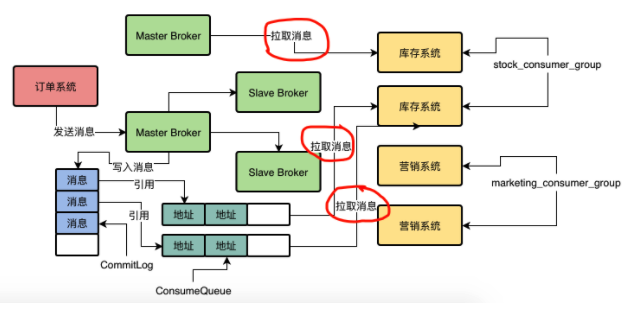 Master Broker
拉取消息
库存系统
stock_consumer_group
订单系统
Slave Broker
库存系统
发送消息
Master Broker
拉取消息
写入消息
Slave Broker
营销系统
marketing_consumer_group
消息
引用
消息
引用
消息
地址
地址
拉取消息
营销系统
地址
地址
CommitLog
ConsumeQueue